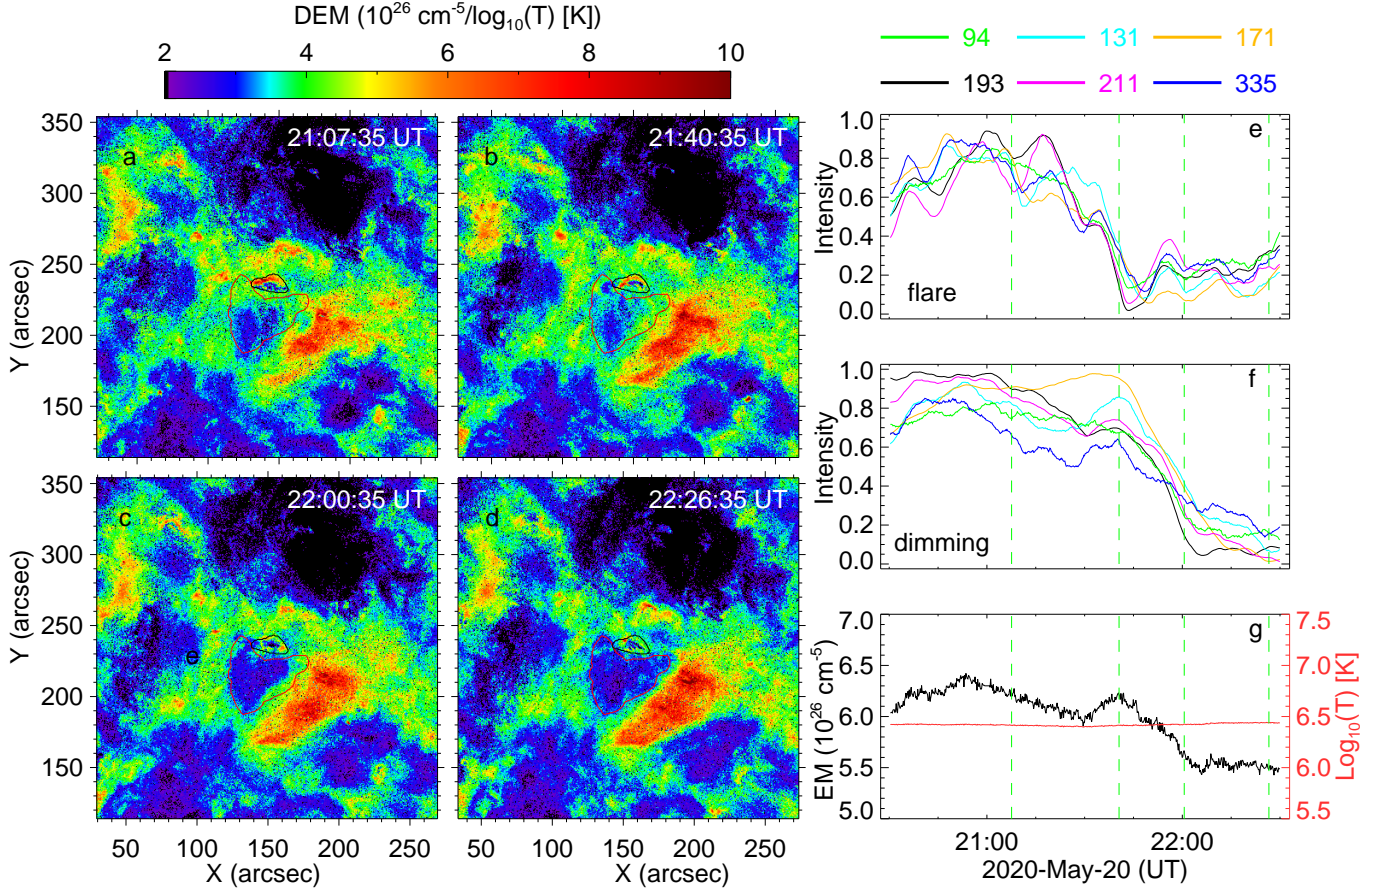 DEM (10^26 cm^-5/log_10(T) [K])
2 4 6 8 10
94 131 171
193 211 335
21:07:35 UT
a
350
300
250
200
150
Y (arcsec)
21:40:35 UT
b
22:00:35 UT
c
e
350
300
250
200
150
Y (arcsec)
50 100 150 200 250
X (arcsec)
22:26:35 UT
d
50 100 150 200 250
X (arcsec)
e
flare
Intensity
1.0
0.8
0.6
0.4
0.2
0.0
f
dimming
Intensity
1.0
0.8
0.6
0.4
0.2
0.0
g
EM (10^26 cm^-5)
7.0
6.5
6.0
5.5
5.0
7.5
7.0
6.5
6.0
5.5
Log_10(T) [K]
21:00 22:00
2020-May-20 (UT)